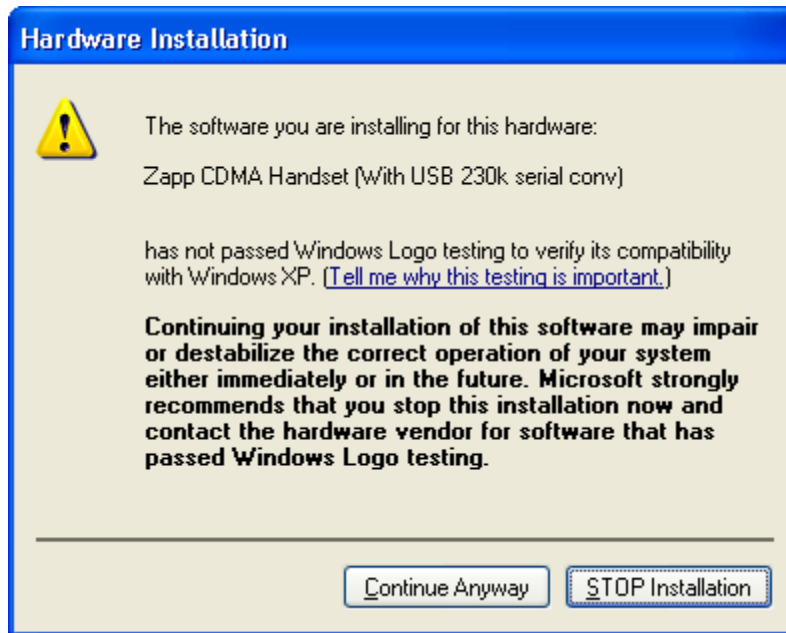 Hardware Installation
The software you are installing for this hardware:
Zapp CDMA Handset (With USB 230k serial conv)
has not passed Windows Logo testing to verify its compatibility
with Windows XP. (Tell me why this testing is important.)
Continuing your installation of this software may impair
or destabilize the correct operation of your system
either immediately or in the future. Microsoft strongly
recommends that you stop this installation now and
contact the hardware vendor for software that has
passed Windows Logo testing.
Continue Anyway
STOP Installation